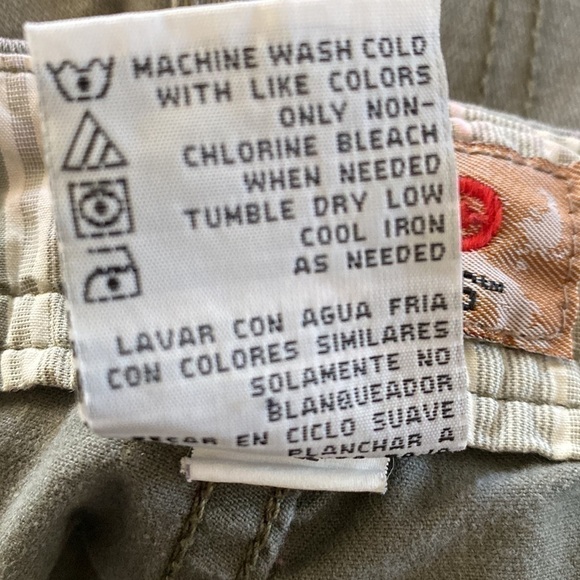 MACHINE WASH COLD
WITH LIKE COLORS
ONLY NON-
CHLORINE BLEACH
WHEN NEEDED
TUMBLE DRY LOW
COOL IRON
AS NEEDED
LAVAR CON AGUA FRIA
CON COLORES SIMILARES
SOLAMENTE NO
BLANQUEADOR
EN CICLO SUAVE
PLANCHAR A